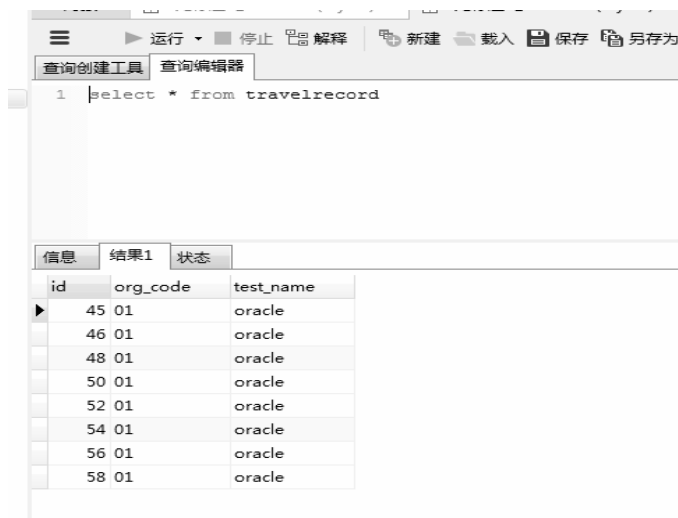 运行 停止 解释 新建 载入 保存 另存为
查询创建工具 查询编辑器
1 select * from travelrecord
信息 结果1 状态
id org_code test_name
45 01 oracle
46 01 oracle
48 01 oracle
50 01 oracle
52 01 oracle
54 01 oracle
56 01 oracle
58 01 oracle